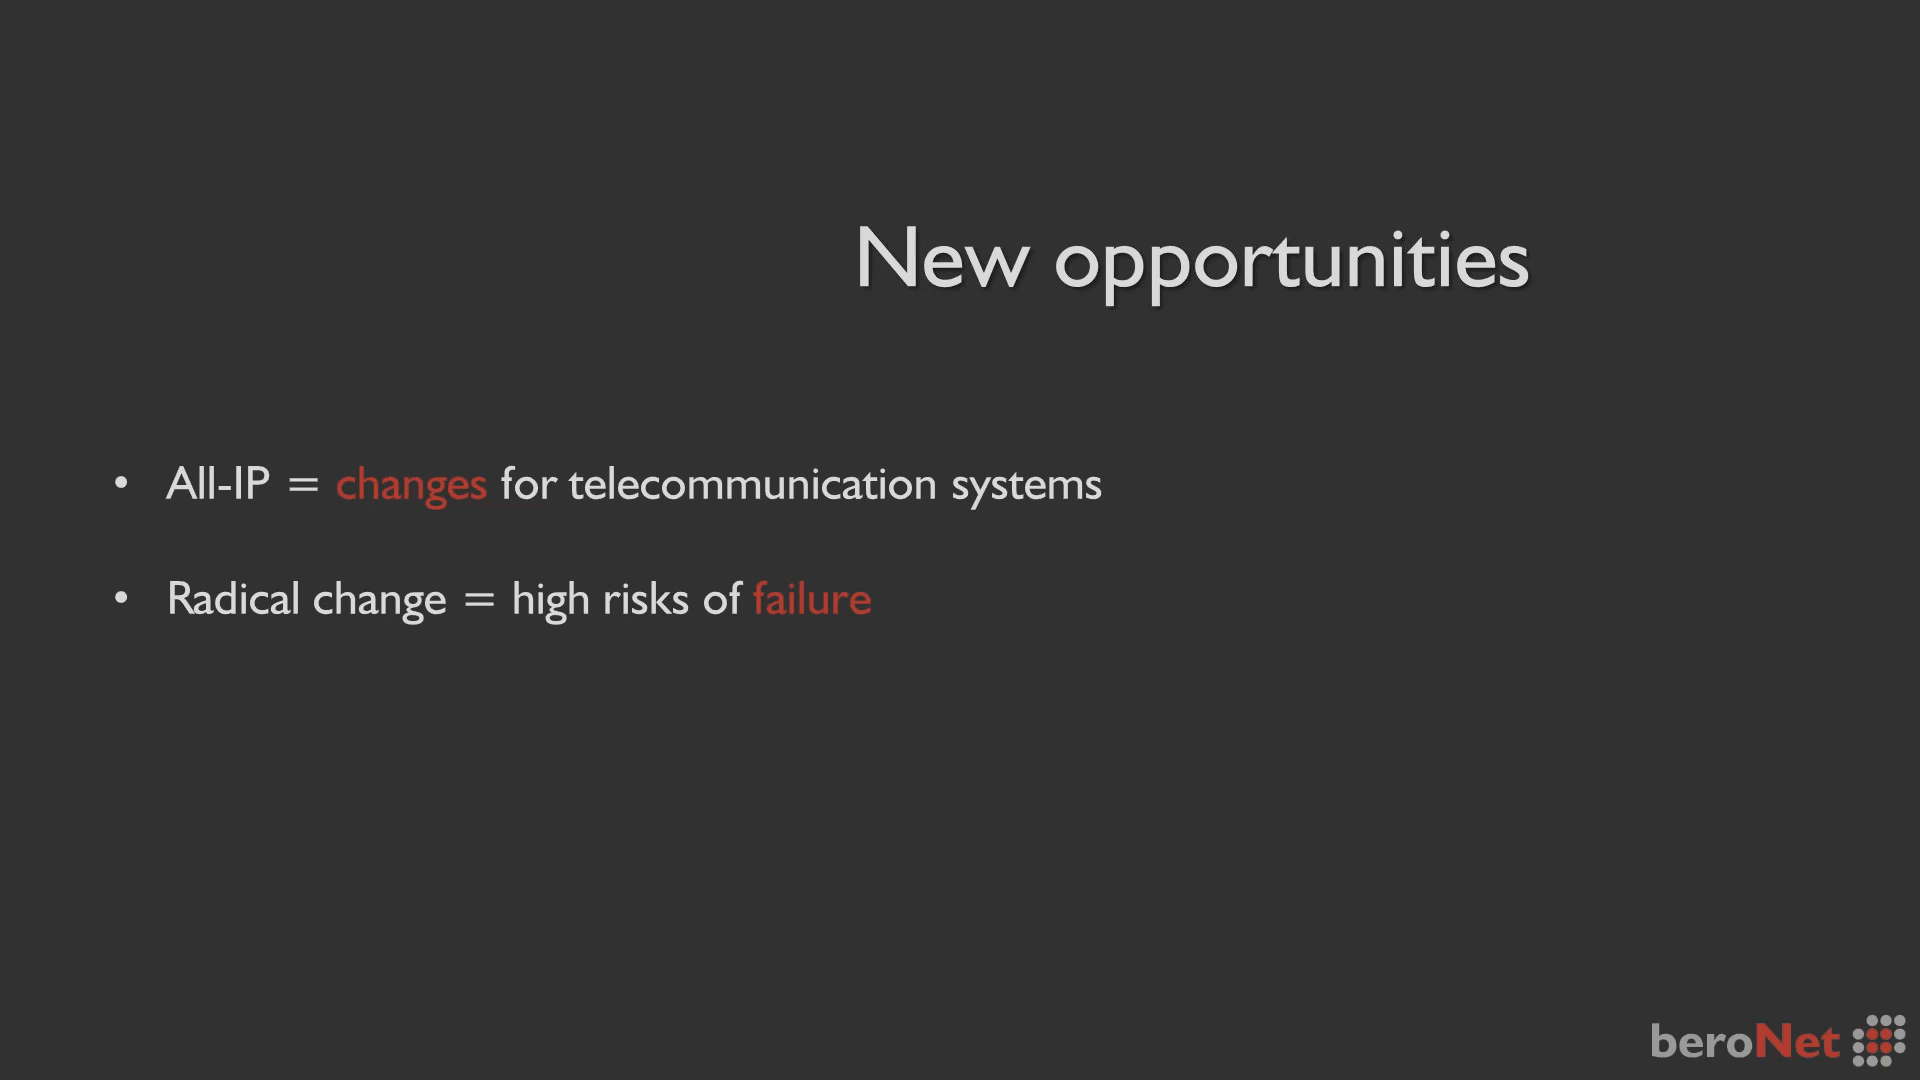 New opportunities
• All-IP = changes for telecommunication systems
• Radical change = high risks of failure
beroNet